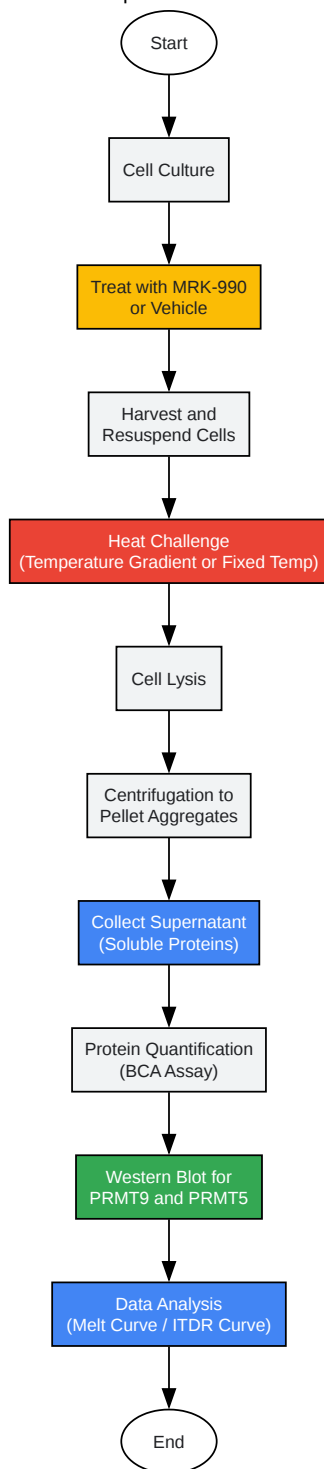 Start
Cell Culture
Treat with MRK-990
or Vehicle
Harvest and
Resuspend Cells
Heat Challenge
(Temperature Gradient or Fixed Temp)
Cell Lysis
Centrifugation to
Pellet Aggregates
Collect Supernatant
(Soluble Proteins)
Protein Quantification
(BCA Assay)
Western Blot for
PRMT9 and PRMT5
Data Analysis
(Melt Curve / ITDR Curve)
End